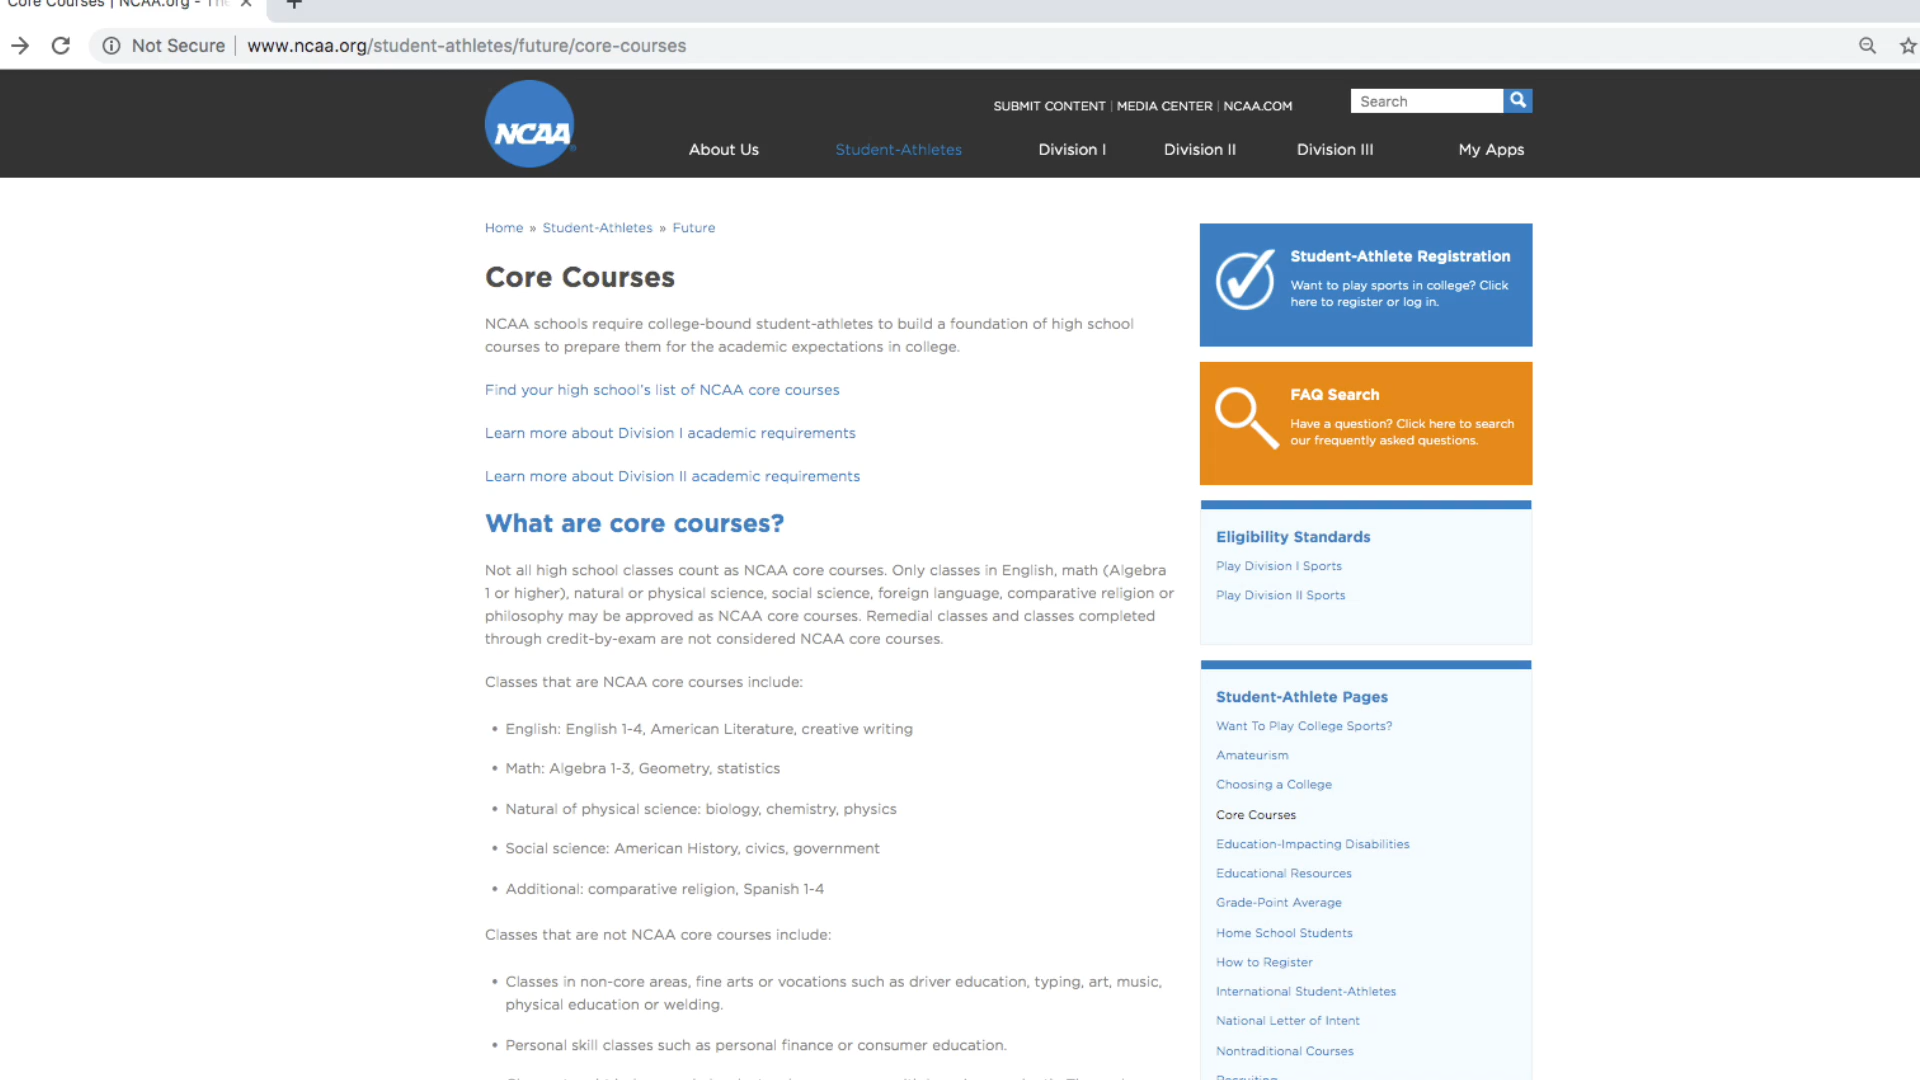 Core Courses | NCAA.org - The
Not Secure | www.ncaa.org/student-athletes/future/core-courses
NCAA
SUBMIT CONTENT | MEDIA CENTER | NCAA.COM
Search
About Us
Student-Athletes
Division I
Division II
Division III
My Apps
Home » Student-Athletes » Future
Core Courses
NCAA schools require college-bound student-athletes to build a foundation of high school
courses to prepare them for the academic expectations in college.
Find your high school's list of NCAA core courses
Learn more about Division I academic requirements
Learn more about Division II academic requirements
What are core courses?
Not all high school classes count as NCAA core courses. Only classes in English, math (Algebra
1 or higher), natural or physical science, social science, foreign language, comparative religion or
philosophy may be approved as NCAA core courses. Remedial classes and classes completed
through credit-by-exam are not considered NCAA core courses.
Classes that are NCAA core courses include:
• English: English 1-4, American Literature, creative writing
• Math: Algebra 1-3, Geometry, statistics
• Natural of physical science: biology, chemistry, physics
• Social science: American History, civics, government
• Additional: comparative religion, Spanish 1-4
Classes that are not NCAA core courses include:
• Classes in non-core areas, fine arts or vocations such as driver education, typing, art, music,
physical education or welding.
• Personal skill classes such as personal finance or consumer education.
Student-Athlete Registration
Want to play sports in college? Click
here to register or log in.
FAQ Search
Have a question? Click here to search
our frequently asked questions.
Eligibility Standards
Play Division I Sports
Play Division II Sports
Student-Athlete Pages
Want To Play College Sports?
Amateurism
Choosing a College
Core Courses
Education-Impacting Disabilities
Educational Resources
Grade-Point Average
Home School Students
How to Register
International Student-Athletes
National Letter of Intent
Nontraditional Courses
Recruiting